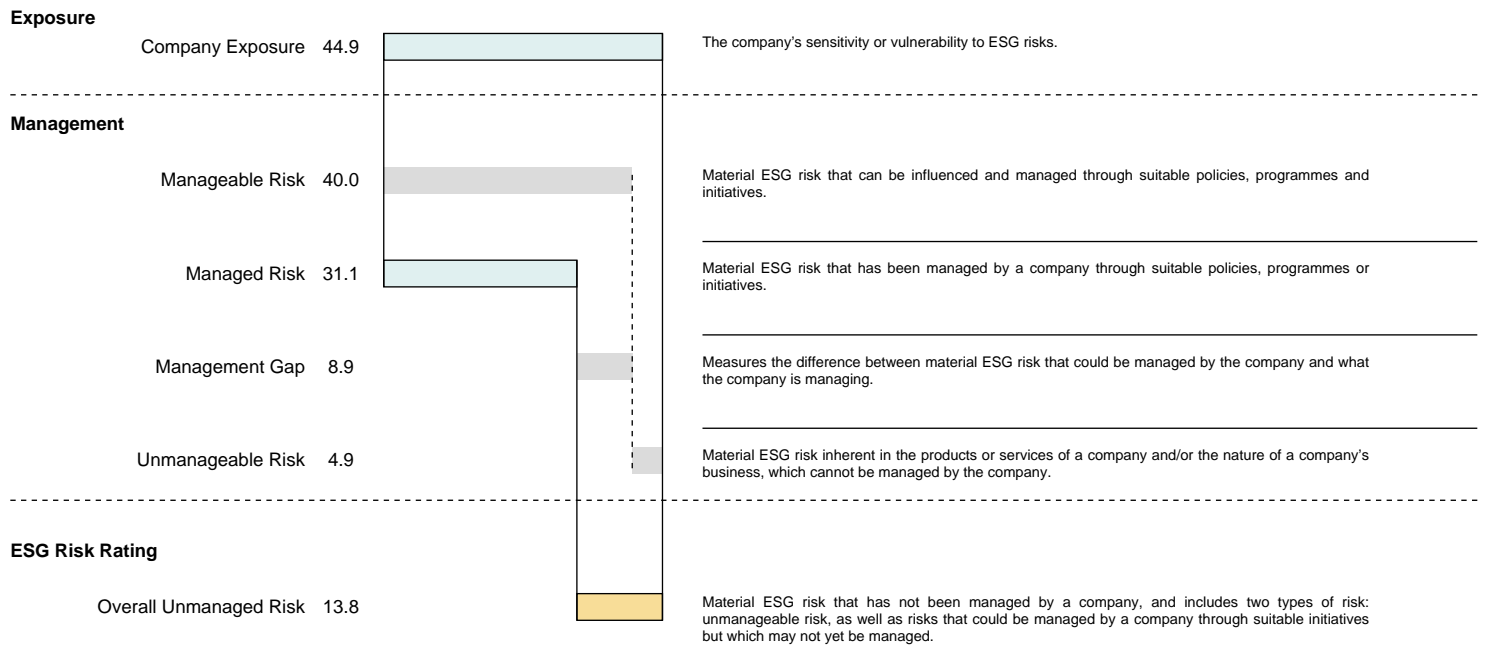 Exposure
Company Exposure 44.9
The company’s sensitivity or vulnerability to ESG risks.
Management
Manageable Risk 40.0
Material ESG risk that can be influenced and managed through suitable policies, programmes and
initiatives.
Managed Risk 31.1
Material ESG risk that has been managed by a company through suitable policies, programmes or
initiatives.
Management Gap 8.9
Measures the difference between material ESG risk that could be managed by the company and what
the company is managing.
Unmanageable Risk 4.9
Material ESG risk inherent in the products or services of a company and/or the nature of a company’s
business, which cannot be managed by the company.
ESG Risk Rating
Overall Unmanaged Risk 13.8
Material ESG risk that has not been managed by a company, and includes two types of risk:
unmanageable risk, as well as risks that could be managed by a company through suitable initiatives
but which may not yet be managed.